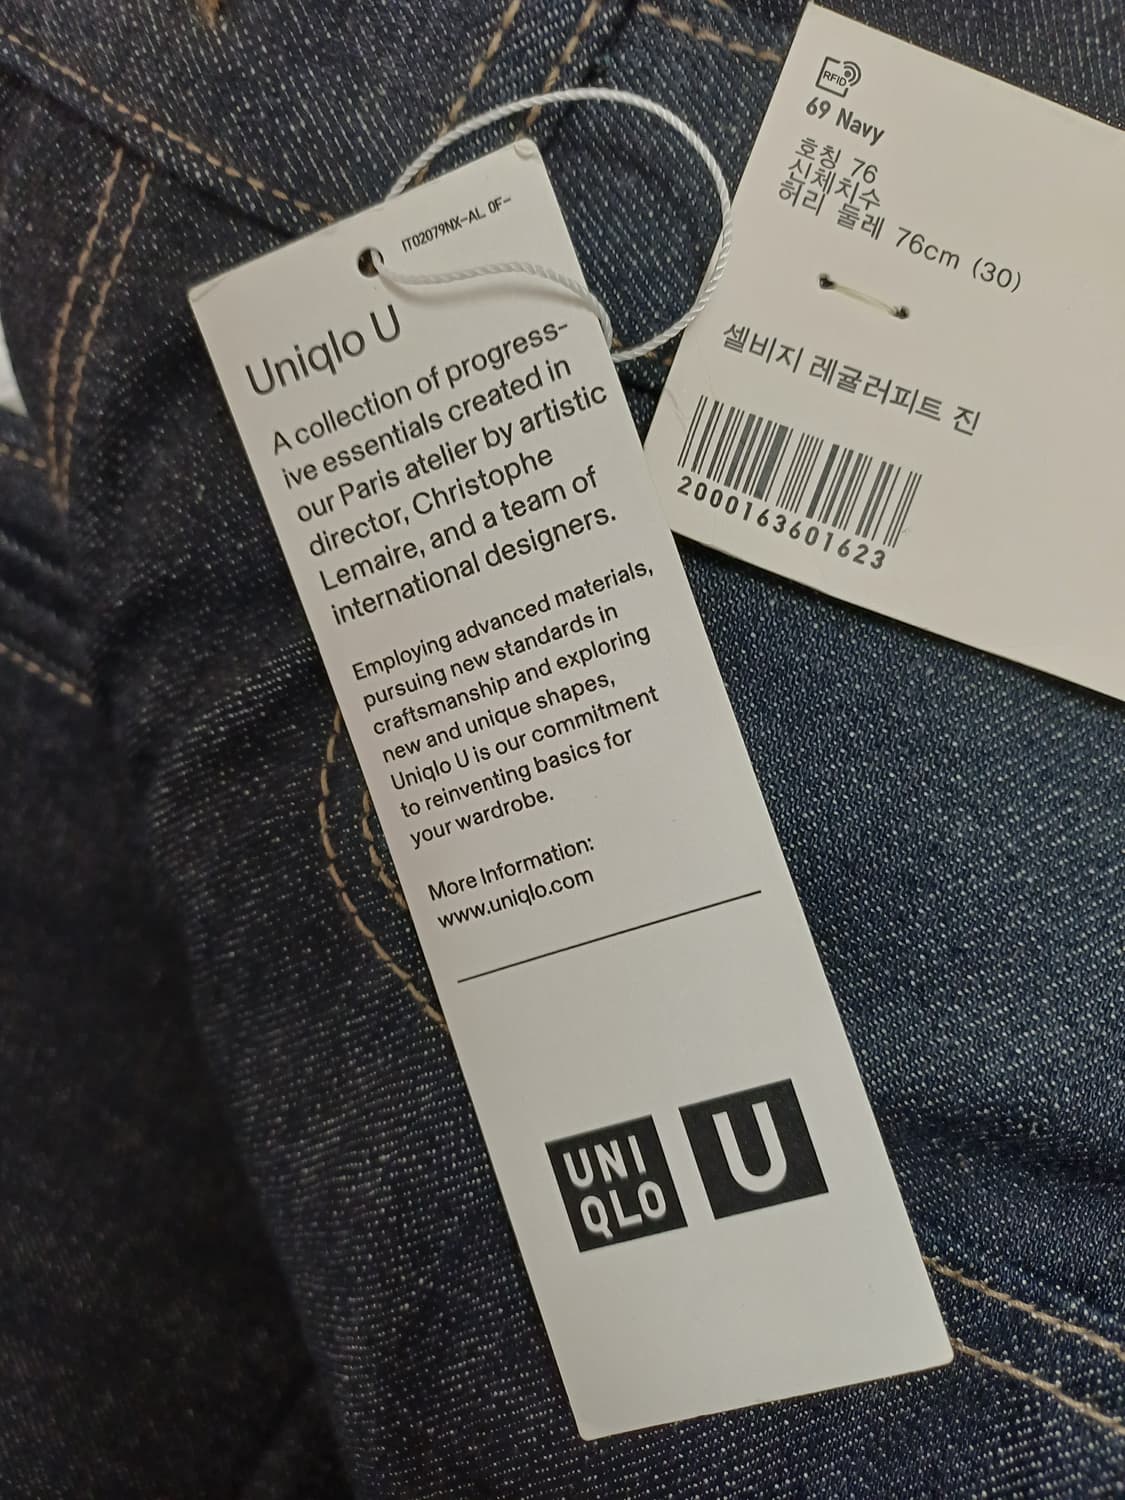 IT02079NX-AL 0F-
Uniqlo U
A collection of progress-
ive essentials created in
our Paris atelier by artistic
director, Christophe
Lemaire, and a team of
international designers.
Employing advanced materials,
pursuing new standards in
craftsmanship and exploring
new and unique shapes,
Uniqlo U is our commitment
to reinventing basics for
your wardrobe.
More Information:
www.uniqlo.com
UNI
QLO
U
RFID
69 Navy
호칭 76
신체치수
허리 둘레 76cm (30)
셀비지 레귤러피트 진
2000163601623